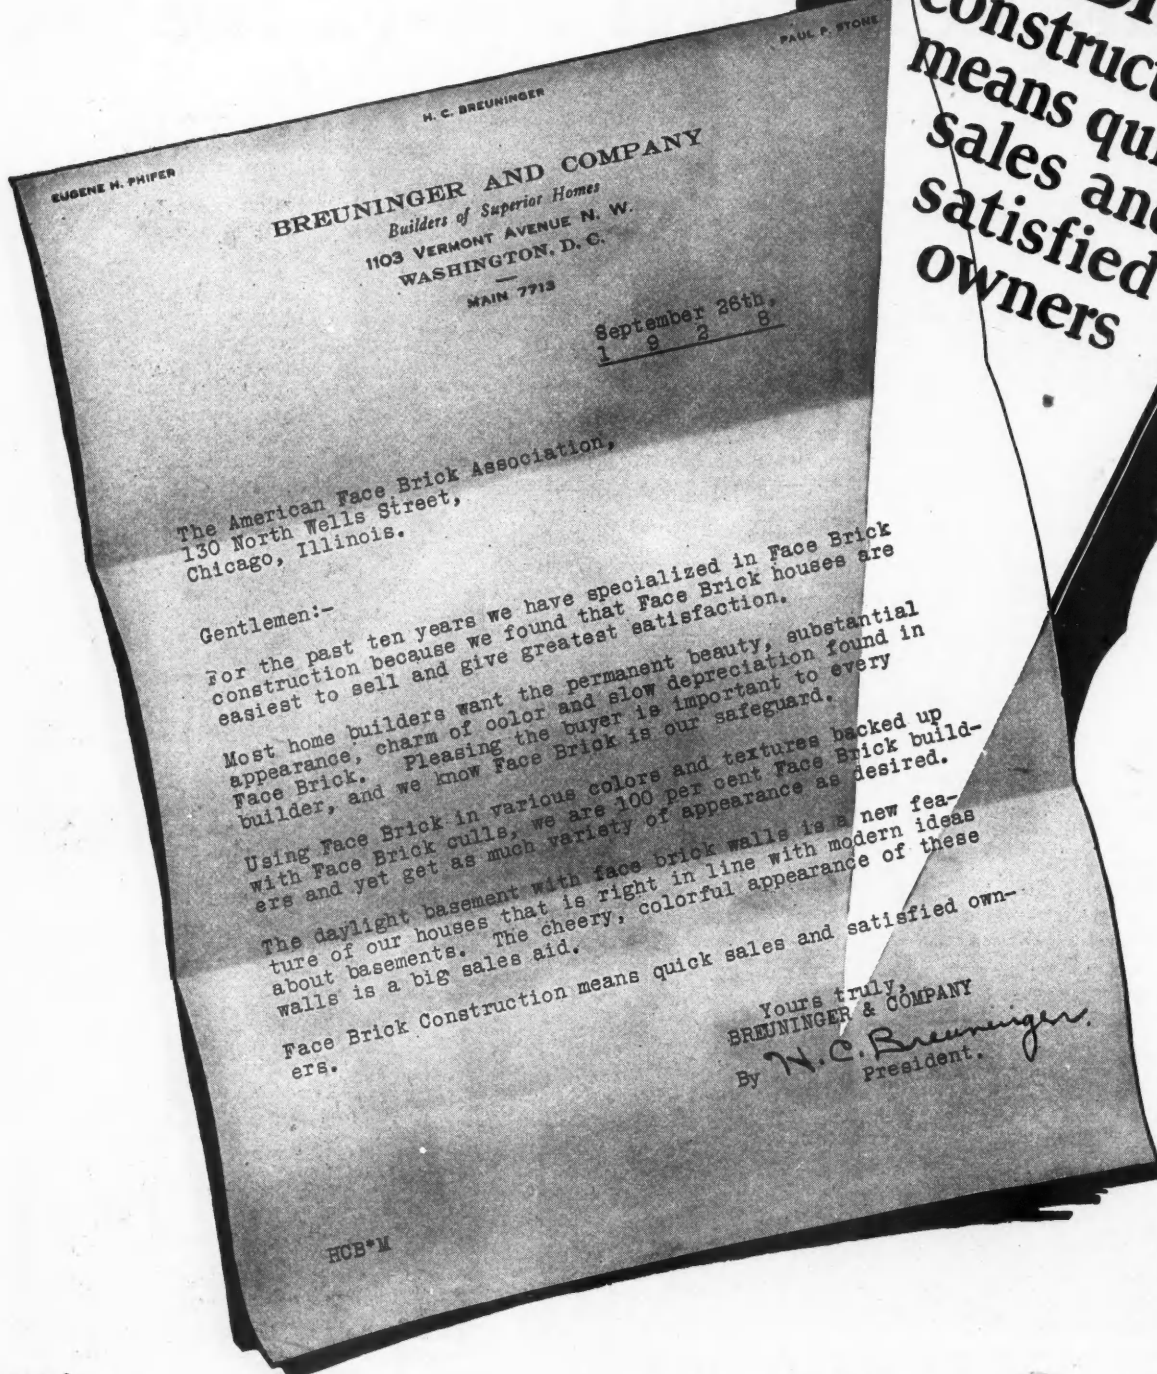 EUGENE H. PHIFER
H. C. BREUNINGER
PAUL P. STONE
BREUNINGER AND COMPANY
Builders of Superior Homes
1103 VERMONT AVENUE N. W.
WASHINGTON, D. C.
MAIN 7713
September 26th,
1 9 2 8
The American Face Brick Association,
130 North Wells Street,
Chicago, Illinois.
Gentlemen:-
For the past ten years we have specialized in Face Brick
construction because we found that Face Brick houses are
easiest to sell and give greatest satisfaction.
Most home builders want the permanent beauty, substantial
appearance, charm of color and slow depreciation found in
Face Brick. Pleasing the buyer is important to every
builder, and we know Face Brick is our safeguard.
Using Face Brick in various colors and textures backed up
with Face Brick culls, we are 100 per cent Face Brick build-
ers and yet get as much variety of appearance as desired.
The daylight basement with face brick walls is a new fea-
ture of our houses that is right in line with modern ideas
about basements. The cheery, colorful appearance of these
walls is a big sales aid.
Face Brick Construction means quick sales and satisfied own-
ers.
Yours truly,
BREUNINGER & COMPANY
By H. C. Breuninger.
President.
HCB*M
means
sales
satisfied
owners